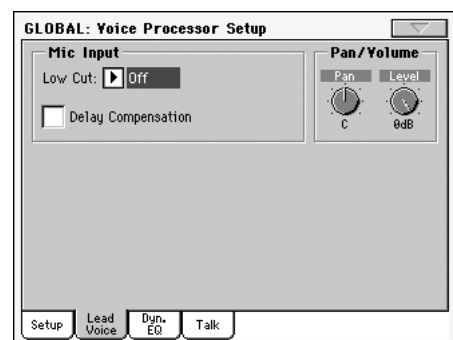 GLOBAL: Voice Processor Setup
Mic Input
Low Cut: Off
Delay Compensation
Pan/Volume
Pan Level
C 0dB
Setup
Lead Voice
Dyn. EQ
Talk